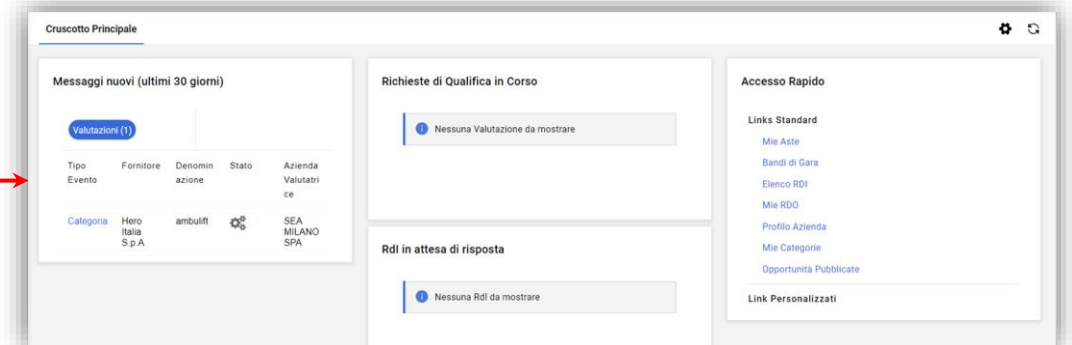 Cruscotto Principale
Messaggi nuovi (ultimi 30 giorni)
Valutazioni (1)
Tipo Evento Fornitore Denomin azione Stato Azienda Valutatri ce
Categoria Hero Italia S.p.A ambulift SEA MILANO SPA
Richieste di Qualifica in Corso
Nessuna Valutazione da mostrare
RdI in attesa di risposta
Nessuna RdI da mostrare
Accesso Rapido
Links Standard
Mie Aste
Bandi di Gara
Elenco RDI
Mie RDO
Profilo Azienda
Mie Categorie
Opportunità Pubblicate
Link Personalizzati